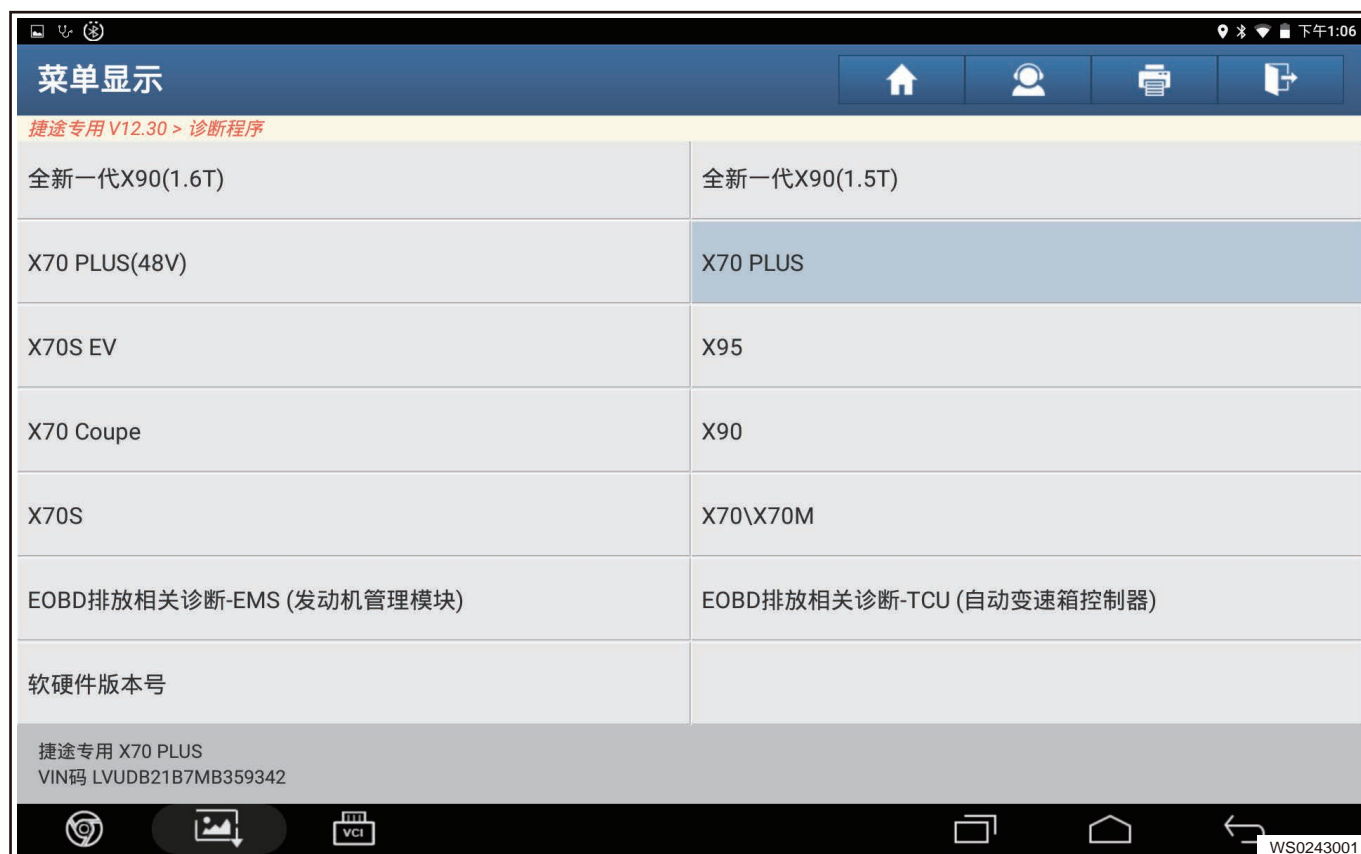 下午1:06
菜单显示
捷途专用 V12.30 > 诊断程序
全新一代X90(1.6T)
全新一代X90(1.5T)
X70 PLUS(48V)
X70 PLUS
X70S EV
X95
X70 Coupe
X90
X70S
X70\X70M
EOBD排放相关诊断-EMS (发动机管理模块)
EOBD排放相关诊断-TCU (自动变速箱控制器)
软硬件版本号
捷途专用 X70 PLUS
VIN码 LVUDB21B7MB359342
VCI
WS0243001